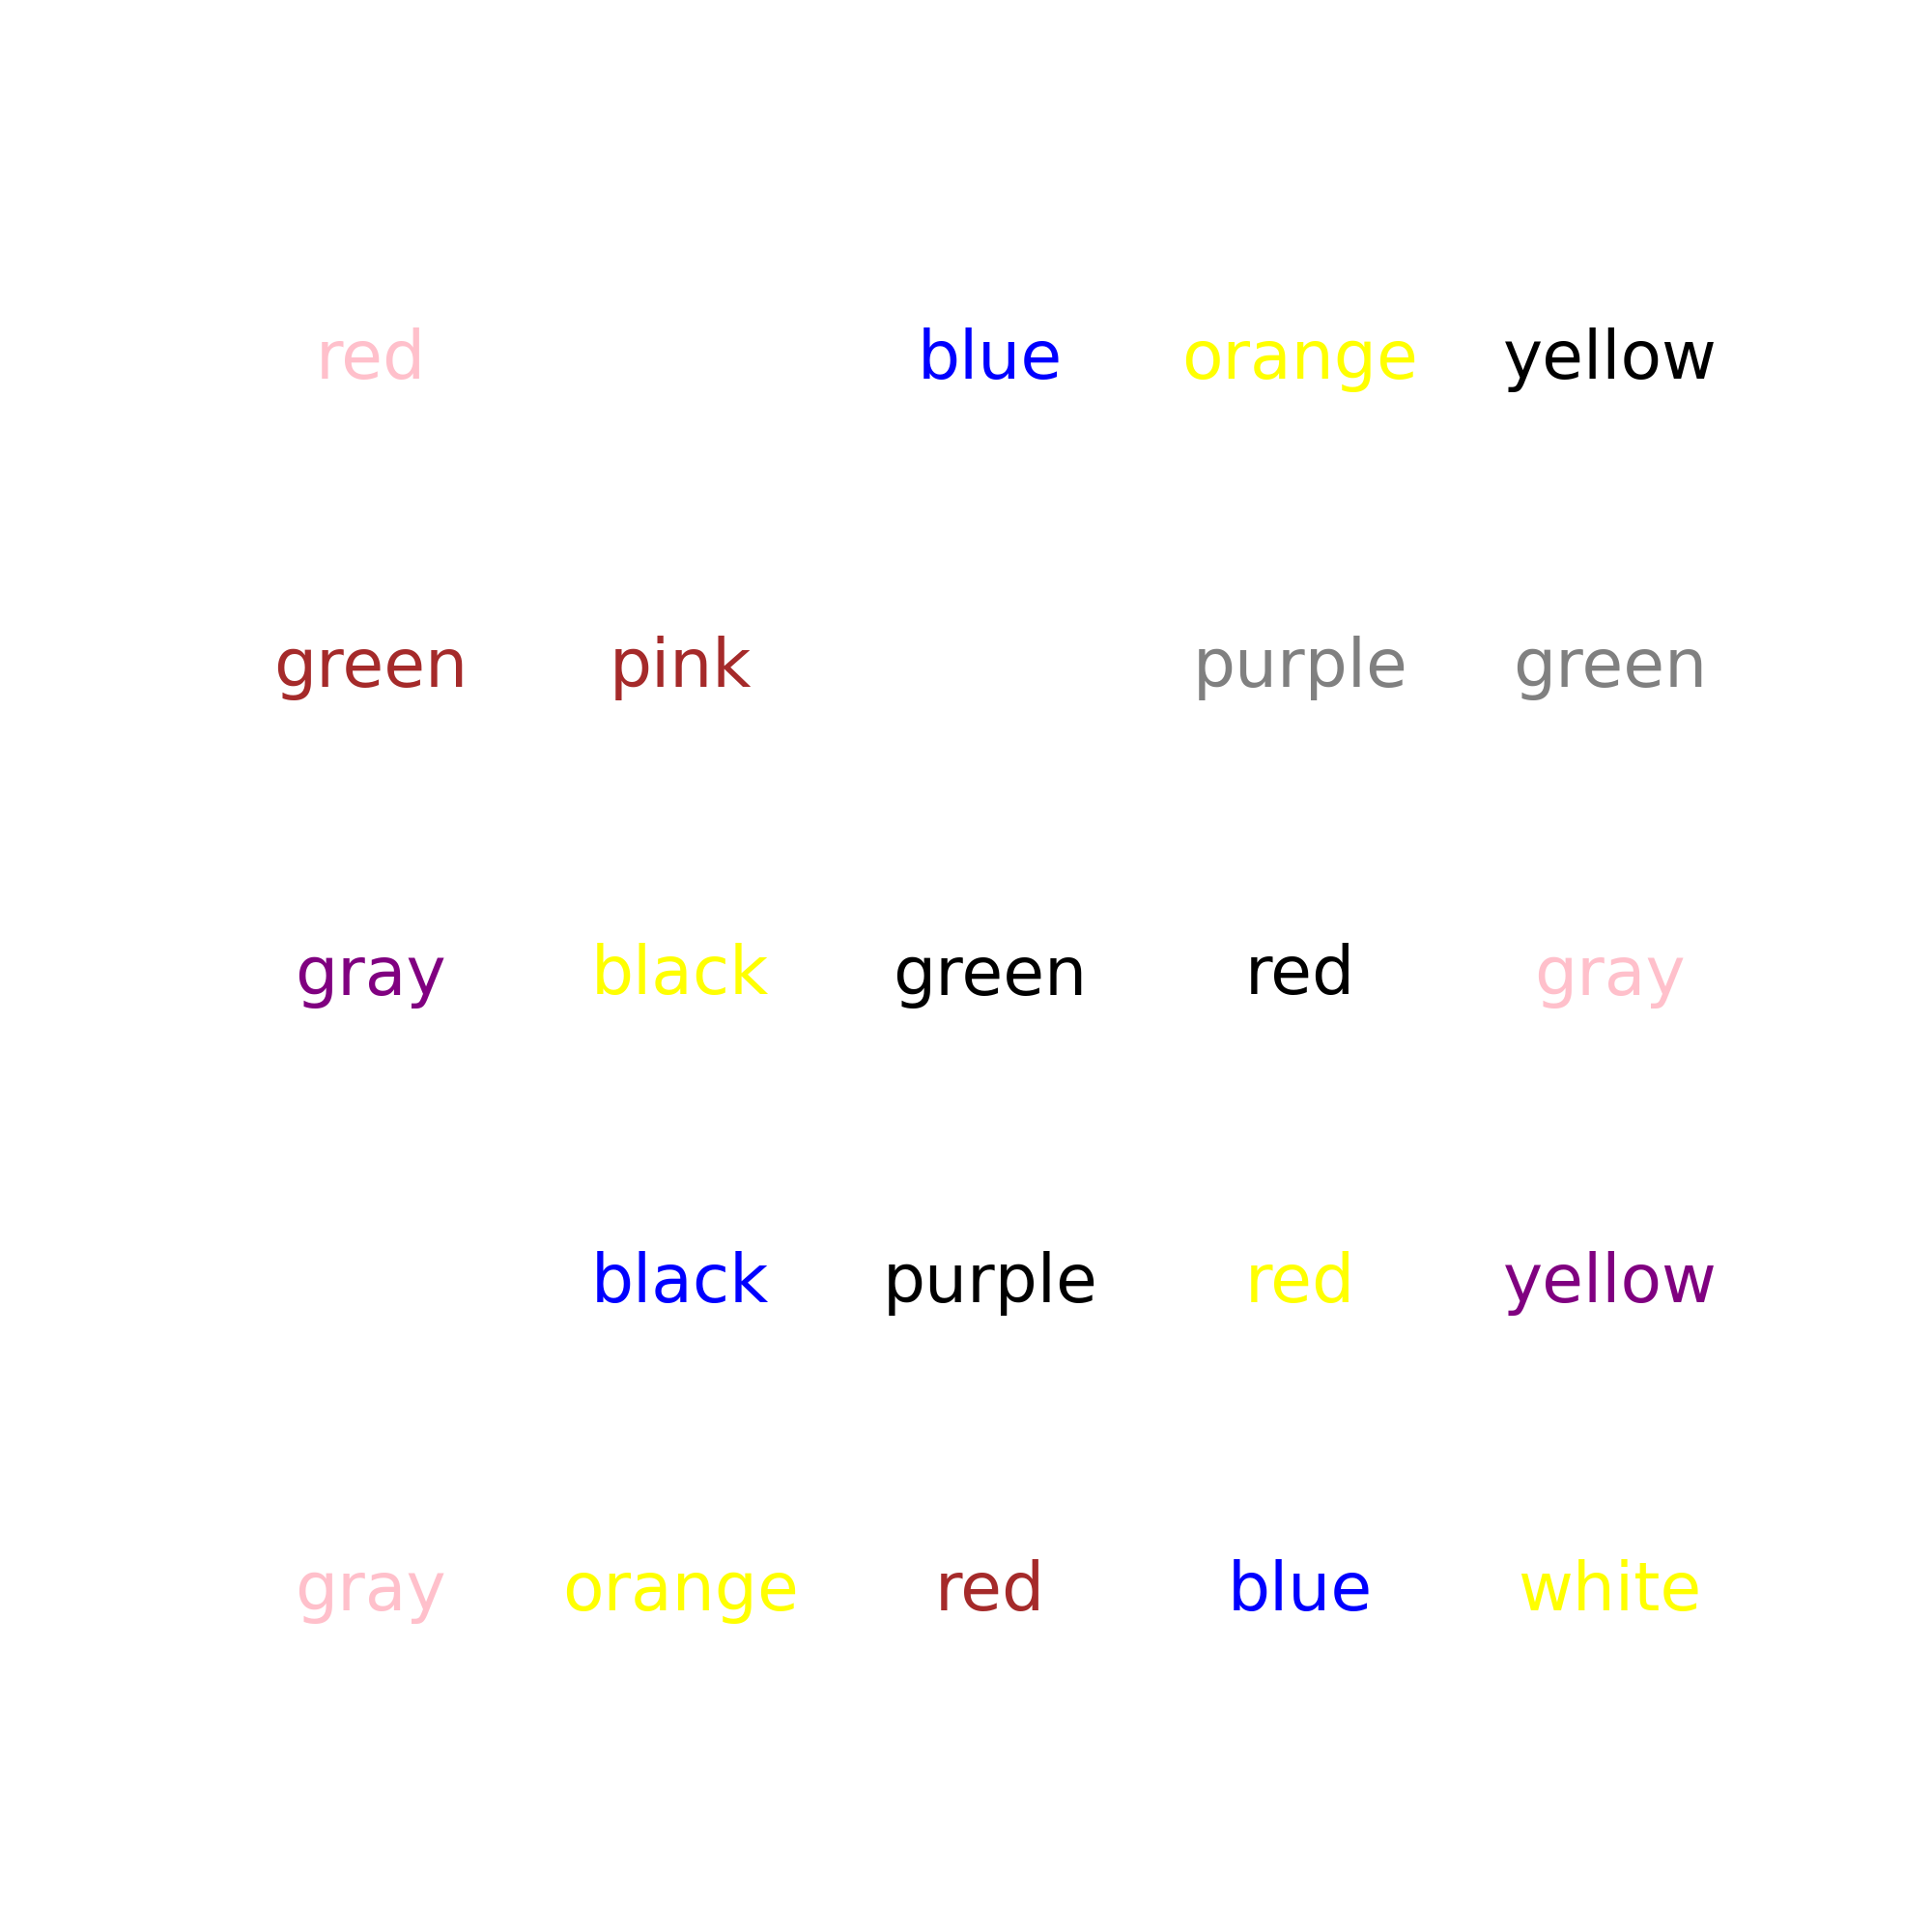 red blue orange yellow
green pink purple green
gray black green red gray
black purple red yellow
gray orange red blue white